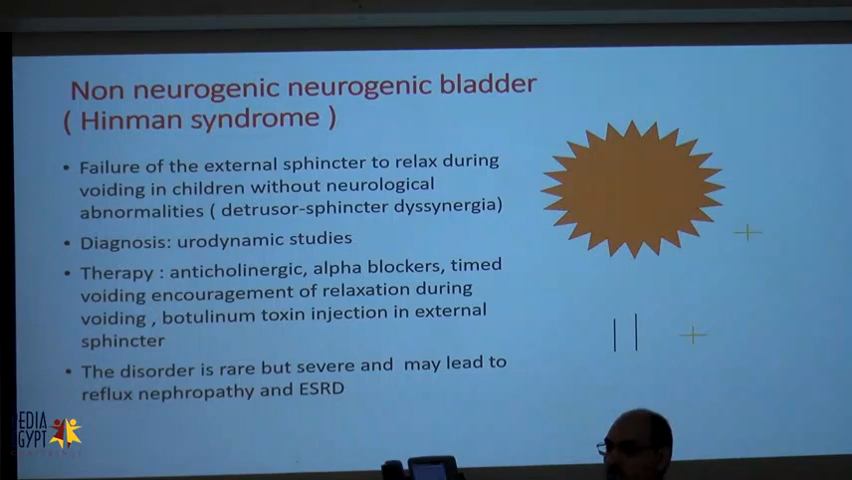 Non neurogenic neurogenic bladder
( Hinman syndrome )
• Failure of the external sphincter to relax during
voiding in children without neurological
abnormalities ( detrusor-sphincter dyssynergia)
• Diagnosis: urodynamic studies
• Therapy : anticholinergic, alpha blockers, timed
voiding encouragement of relaxation during
voiding , botulinum toxin injection in external
sphincter
• The disorder is rare but severe and may lead to
reflux nephropathy and ESRD
PEDIA
EGYPT